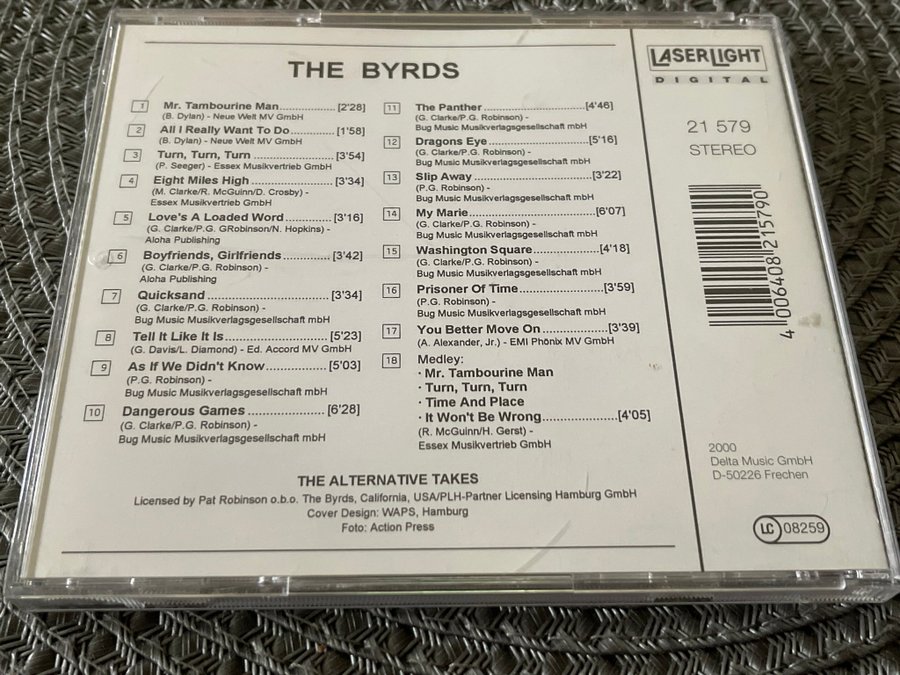 THE BYRDS
1 Mr. Tambourine Man..............[2'28]
(B. Dylan) - Neue Welt MV GmbH
2 All I Really Want To Do...........[1'58]
(B. Dylan) - Neue Welt MV GmbH
3 Turn, Turn, Turn .....................[3'54]
(P. Seeger) - Essex Musikvertrieb GmbH
4 Eight Miles High ......................[3'34]
(M. Clarke/R. McGuinn/D. Crosby) -
Essex Musikvertrieb GmbH
5 Love's A Loaded Word...........[3'16]
(G. Clarke/P.G. GRobinson/N. Hopkins) -
Aloha Publishing
6 Boyfriends, Girlfriends ............[3'42]
(G. Clarke/P.G. Robinson) -
Aloha Publishing
7 Quicksand ...............................[3'34]
(G. Clarke/P.G. Robinson) -
Bug Music Musikverlagsgesellschaft mbH
8 Tell It Like It Is..........................[5'23]
(G. Davis/L. Diamond) - Ed. Accord MV GmbH
9 As If We Didn't Know...............[5'03]
(P.G. Robinson) -
Bug Music Musikverlagsgesellschaft mbH
10 Dangerous Games ...................[6'28]
(G. Clarke/P.G. Robinson) -
Bug Music Musikverlagsgesellschaft mbH
11 The Panther ..........................[4'46]
(G. Clarke/P.G. Robinson) -
Bug Music Musikverlagsgesellschaft mbH
12 Dragons Eye..........................[5'16]
(G. Clarke/P.G. Robinson) -
Bug Music Musikverlagsgesellschaft mbH
13 Slip Away ..............................[3'22]
(P.G. Robinson) -
Bug Music Musikverlagsgesellschaft mbH
14 My Marie................................[6'07]
(G. Clarke/P.G. Robinson) -
Bug Music Musikverlagsgesellschaft mbH
15 Washington Square................[4'18]
(G. Clarke/P.G. Robinson) -
Bug Music Musikverlagsgesellschaft mbH
16 Prisoner Of Time....................[3'59]
(P.G. Robinson) -
Bug Music Musikverlagsgesellschaft mbH
17 You Better Move On................[3'39]
(A. Alexander, Jr.) - EMI Phönix MV GmbH
18 Medley:
· Mr. Tambourine Man
· Turn, Turn, Turn
· Time And Place
· It Won't Be Wrong...................[4'05]
(R. McGuinn/H. Gerst) -
Essex Musikvertrieb GmbH
THE ALTERNATIVE TAKES
Licensed by Pat Robinson o.b.o. The Byrds, California, USA/PLH-Partner Licensing Hamburg GmbH
Cover Design: WAPS, Hamburg
Foto: Action Press
LASERLIGHT
DIGITAL
21 579
STEREO
4 006408 215790
2000
Delta Music GmbH
D-50226 Frechen
LC 08259